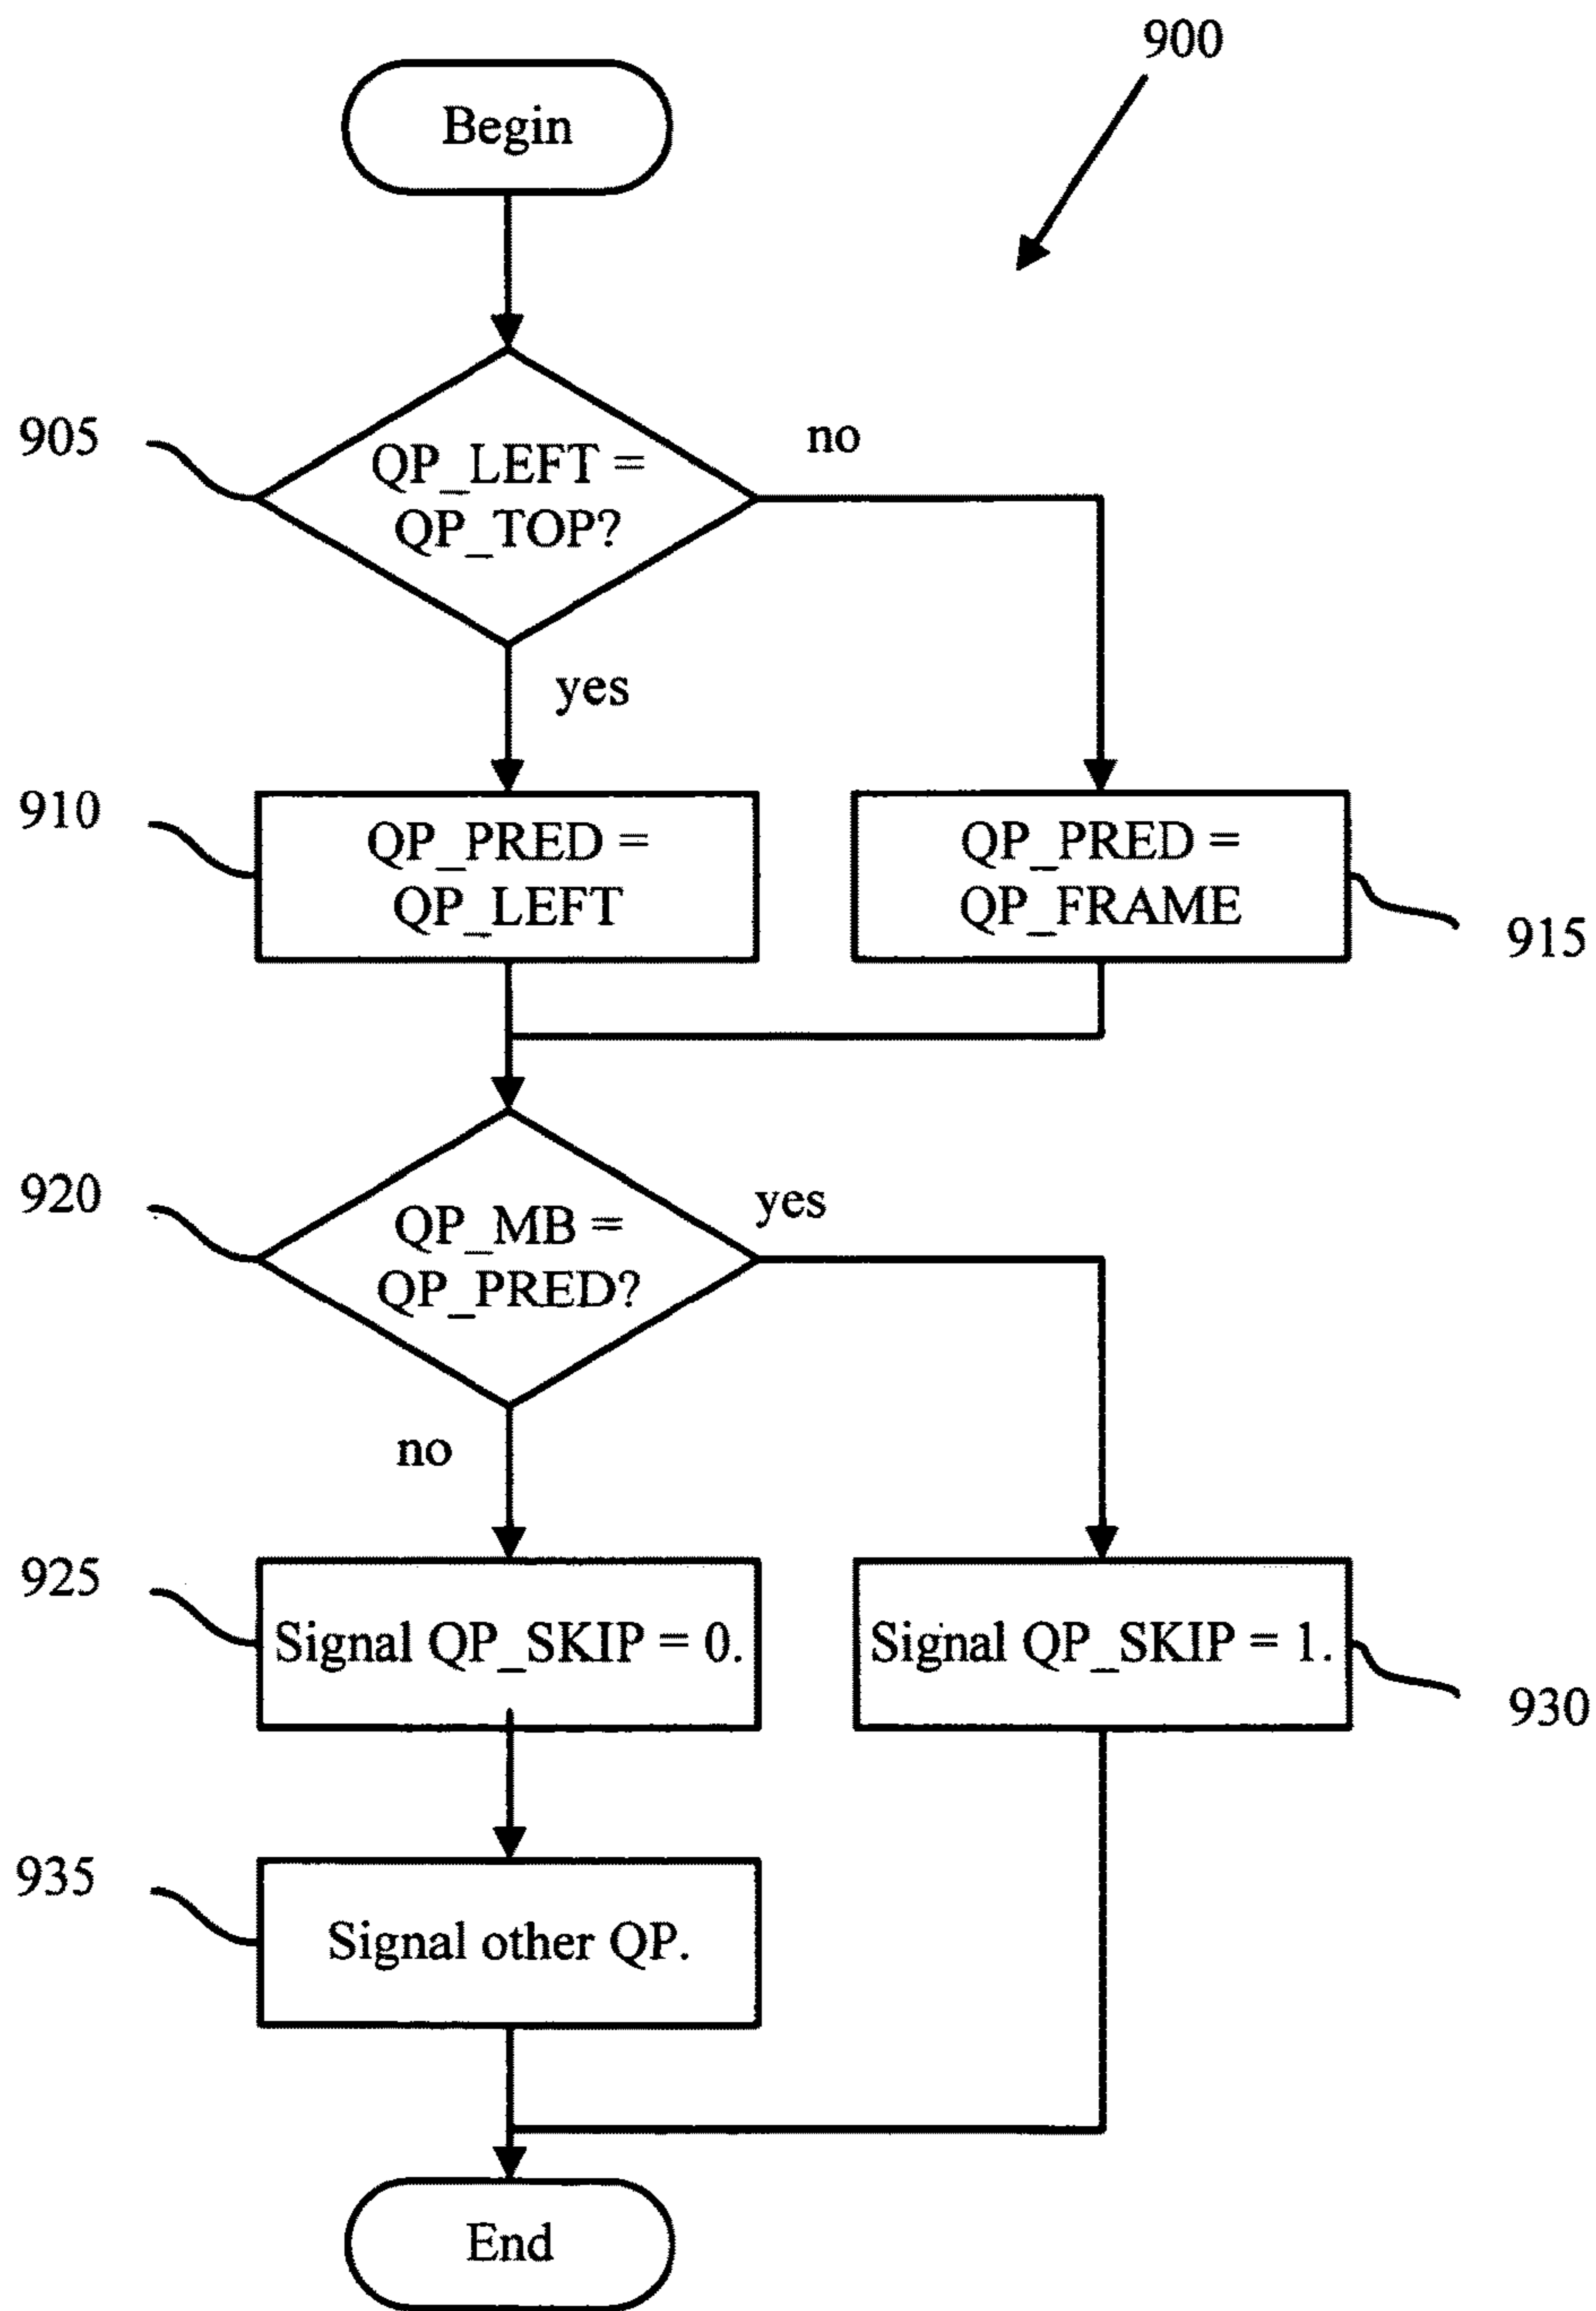 900
Begin
905
QP_LEFT =
QP_TOP?
no
yes
910
QP_PRED =
QP_LEFT
QP_PRED =
QP_FRAME
915
920
QP_MB =
QP_PRED?
yes
no
925
Signal QP_SKIP = 0.
Signal QP_SKIP = 1.
930
935
Signal other QP.
End